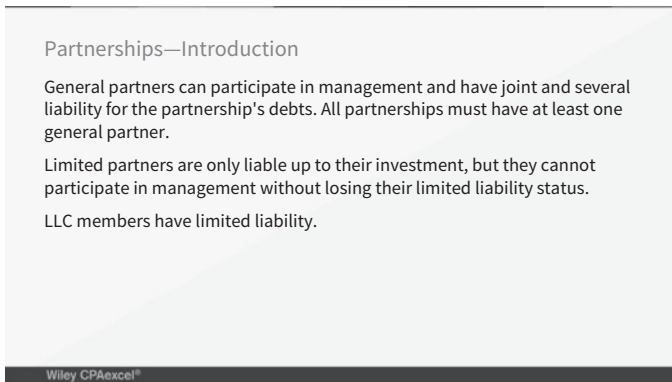 Partnerships—Introduction
General partners can participate in management and have joint and several
liability for the partnership's debts. All partnerships must have at least one
general partner.
Limited partners are only liable up to their investment, but they cannot
participate in management without losing their limited liability status.
LLC members have limited liability.
Wiley CPAexcel®